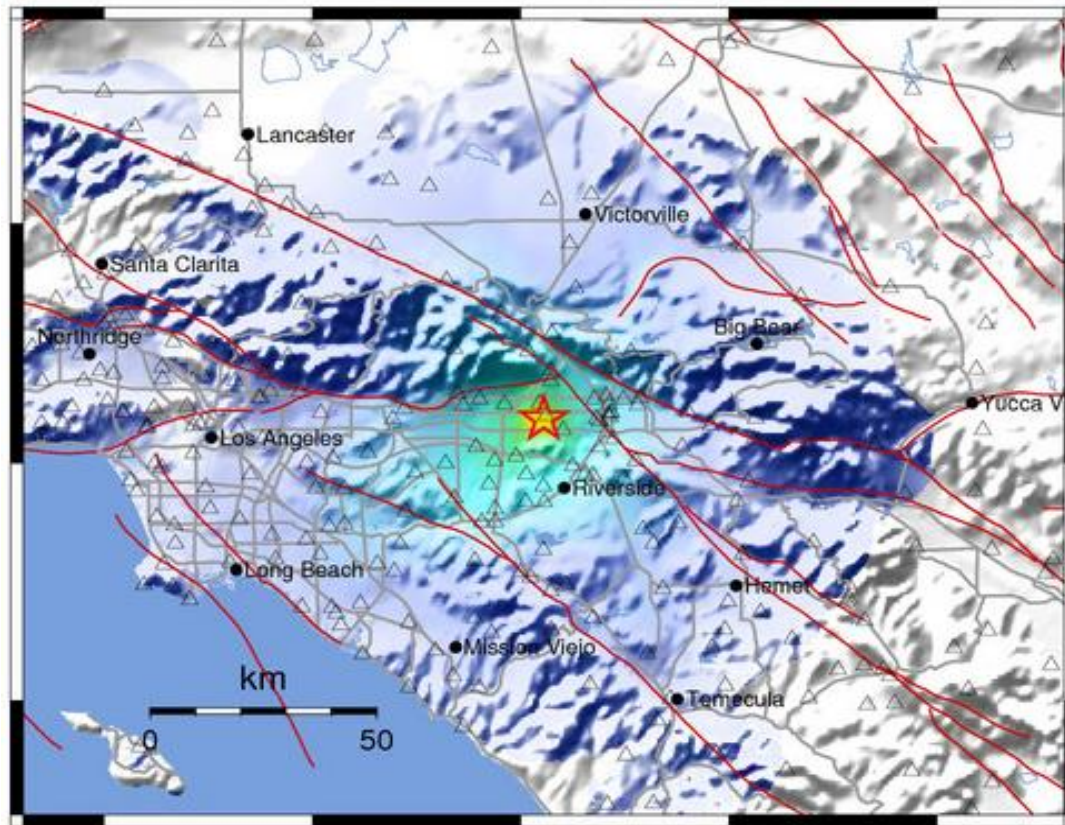 Lancaster
Victorville
Santa Clarita
Northridge
Big Bear
Yucca V
Los Angeles
Riverside
Long Beach
Hemet
Mission Viejo
km
Temecula
0 50